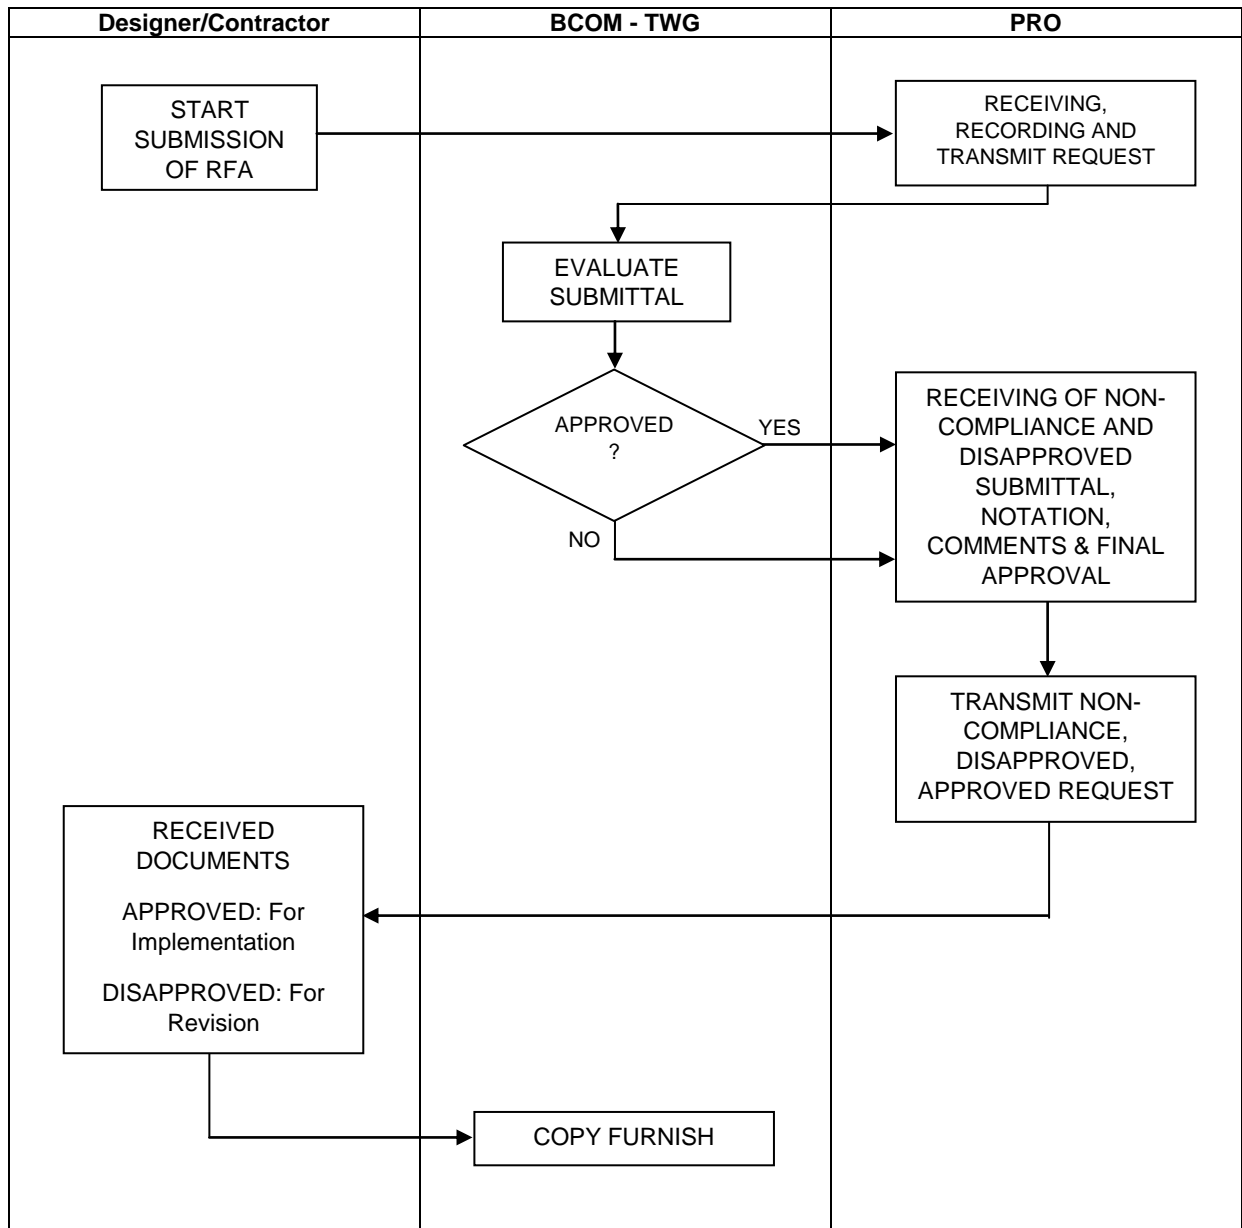 Designer/Contractor
BCOM - TWG
PRO
START
SUBMISSION
OF RFA
RECEIVING,
RECORDING AND
TRANSMIT REQUEST
EVALUATE
SUBMITTAL
APPROVED
?
YES
NO
RECEIVING OF NON-
COMPLIANCE AND
DISAPPROVED
SUBMITTAL,
NOTATION,
COMMENTS & FINAL
APPROVAL
TRANSMIT NON-
COMPLIANCE,
DISAPPROVED,
APPROVED REQUEST
RECEIVED
DOCUMENTS
APPROVED: For
Implementation
DISAPPROVED: For
Revision
COPY FURNISH